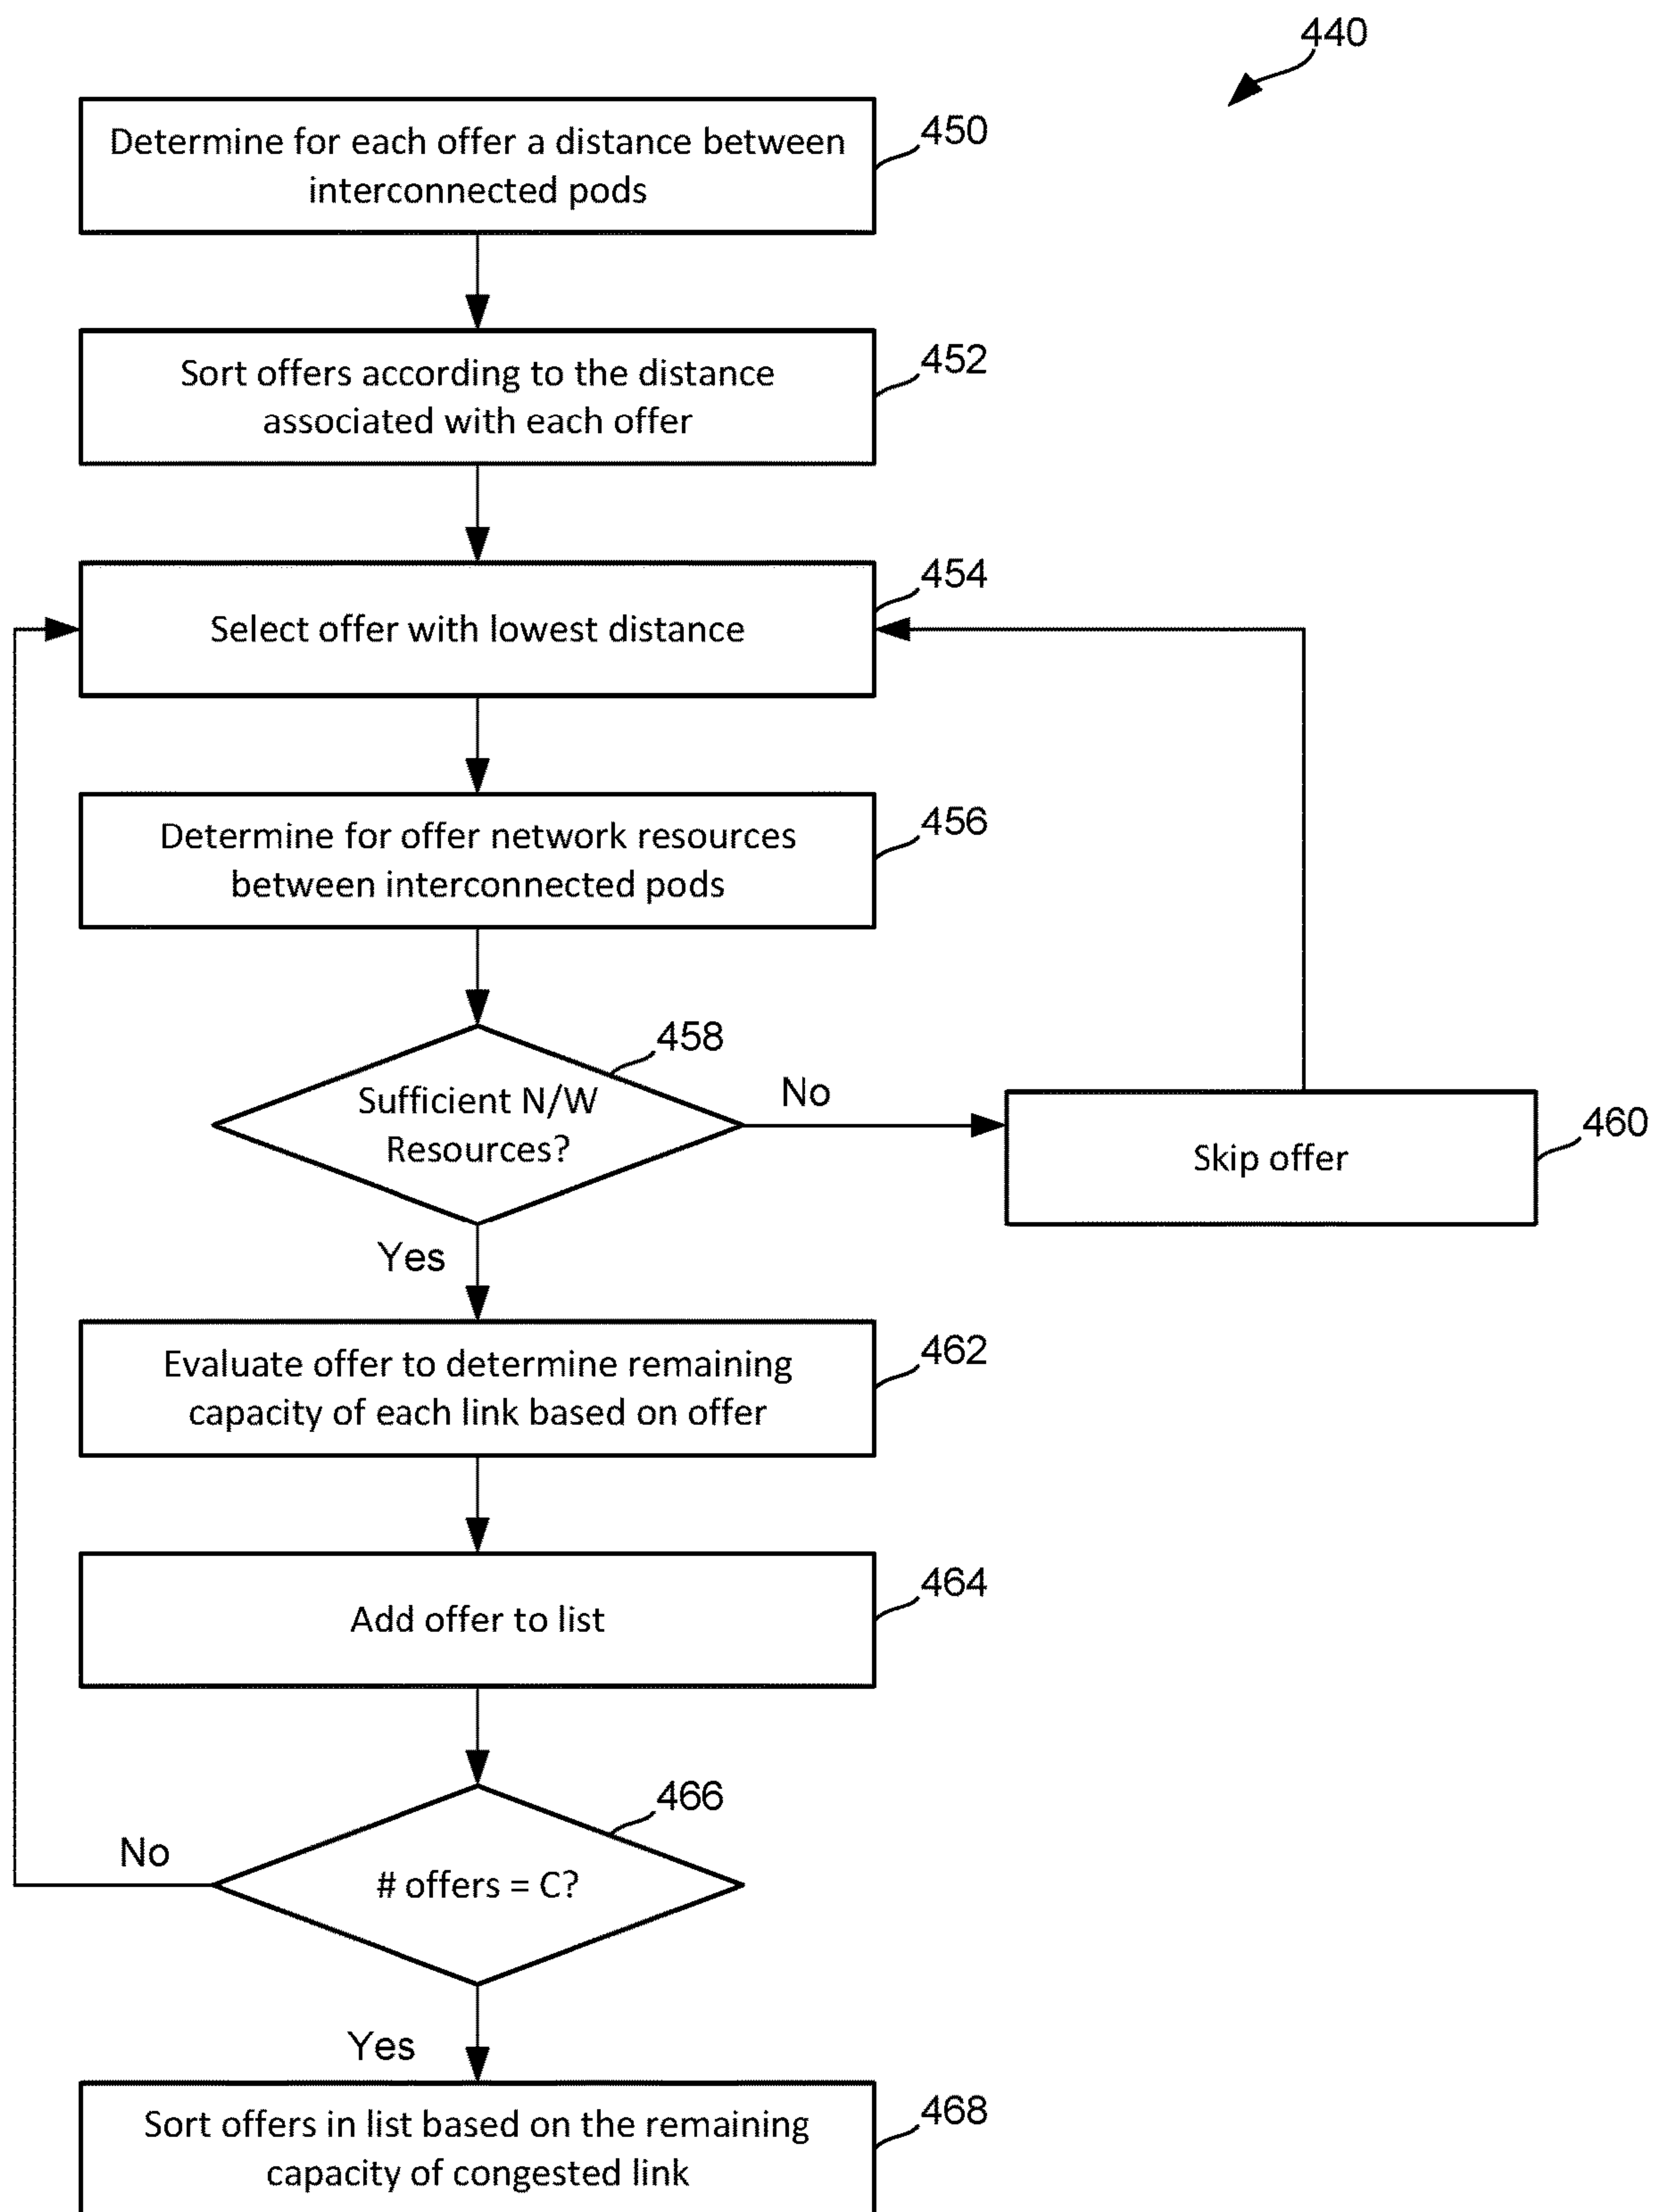 440
Determine for each offer a distance between
interconnected pods
450
Sort offers according to the distance
associated with each offer
452
Select offer with lowest distance
454
Determine for offer network resources
between interconnected pods
456
Sufficient N/W
Resources?
458
No
Skip offer
460
Yes
Evaluate offer to determine remaining
capacity of each link based on offer
462
Add offer to list
464
# offers = C?
466
No
Yes
Sort offers in list based on the remaining
capacity of congested link
468